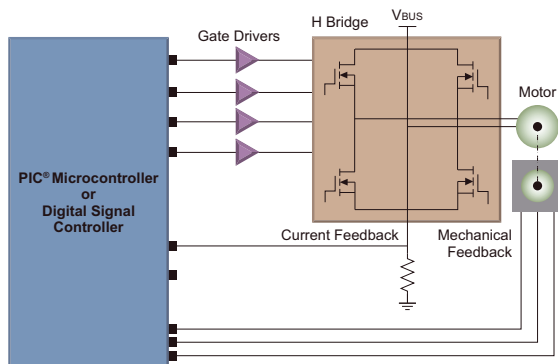 VBUS
H Bridge
Gate Drivers
Motor
PIC® Microcontroller
or
Digital Signal
Controller
Current Feedback
Mechanical
Feedback